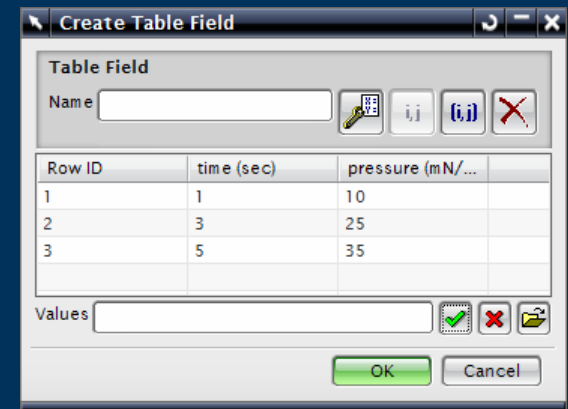 Create Table Field
Table Field
Name
i,j
(i,j)
Row ID time (sec) pressure (mN/...
1 1 10
2 3 25
3 5 35
Values
OK Cancel